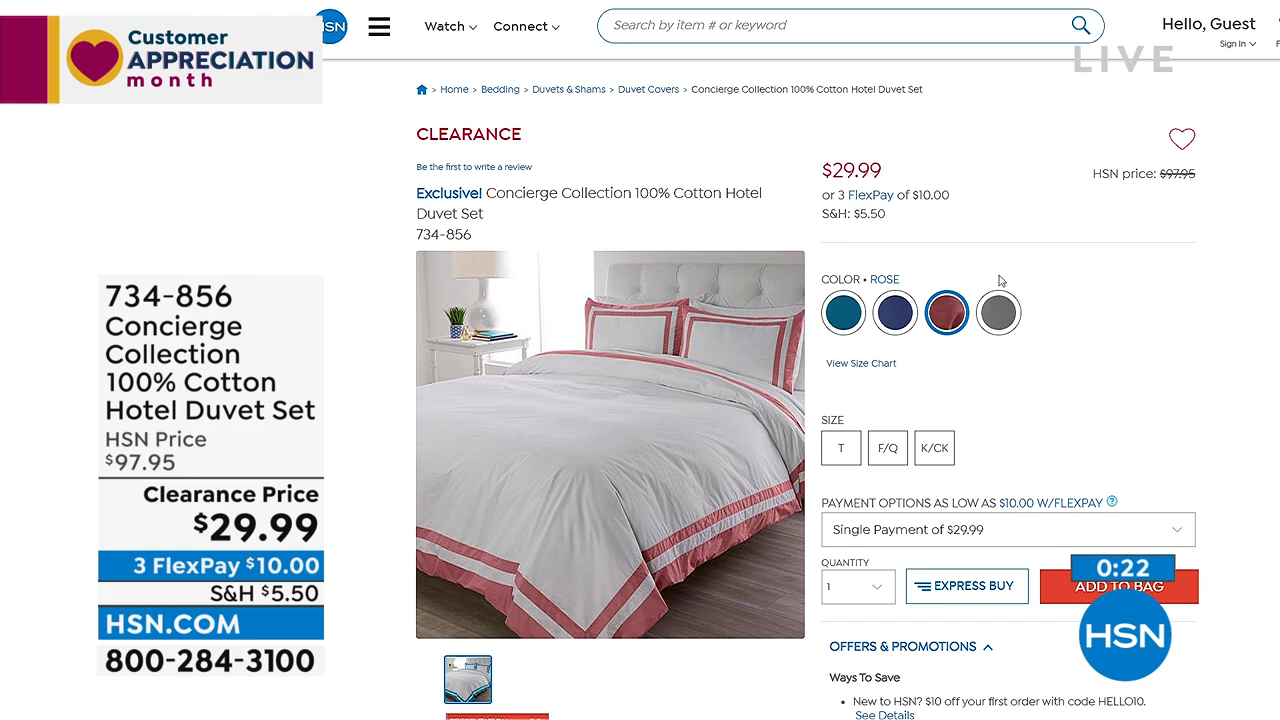 Customer
APPRECIATION
month
HSN
Watch
Connect
Search by item # or keyword
Hello, Guest
Sign In
LIVE
> Home > Bedding > Duvets & Shams > Duvet Covers > Concierge Collection 100% Cotton Hotel Duvet Set
CLEARANCE
Be the first to write a review
Exclusive! Concierge Collection 100% Cotton Hotel
Duvet Set
734-856
$29.99
HSN price: $97.95
or 3 FlexPay of $10.00
S&H: $5.50
COLOR • ROSE
View Size Chart
SIZE
T
F/Q
K/CK
PAYMENT OPTIONS AS LOW AS $10.00 W/FLEXPAY ?
Single Payment of $29.99
QUANTITY
1
EXPRESS BUY
0:22
ADD TO BAG
HSN
OFFERS & PROMOTIONS
Ways To Save
• New to HSN? $10 off your first order with code HELLO10.
See Details
734-856
Concierge
Collection
100% Cotton
Hotel Duvet Set
HSN Price
$97.95
Clearance Price
$29.99
3 FlexPay $10.00
S&H $5.50
HSN.COM
800-284-3100